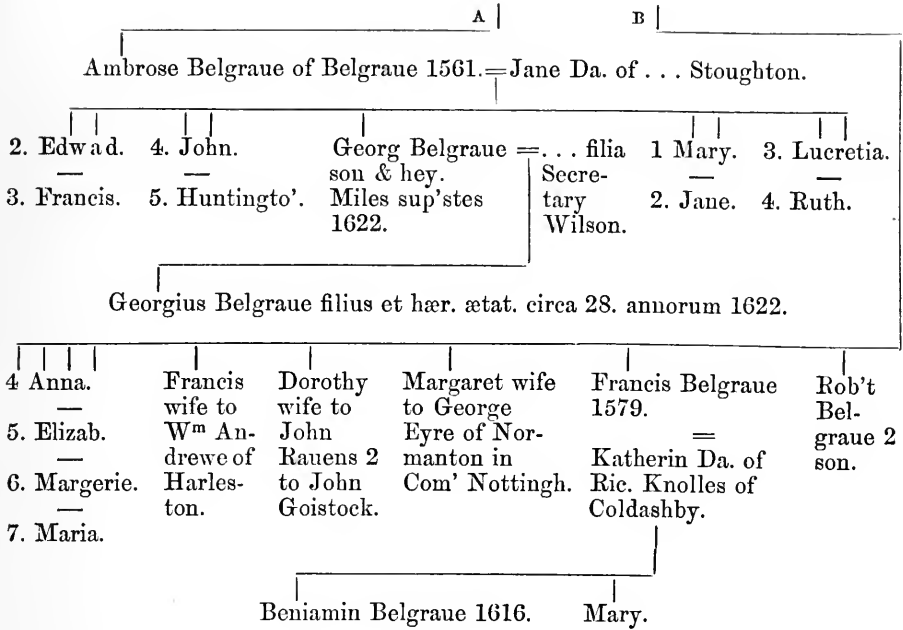 A B
Ambrose Belgraue of Belgraue 1561.=Jane Da. of . . . Stoughton.
2. Edwad.
3. Francis.
4. John.
5. Huntingto'.
Georg Belgraue =. . . filia
son & hey.
Miles sup'stes
1622.
Secre-
tary
Wilson.
1 Mary.
2. Jane.
3. Lucretia.
4. Ruth.
Georgius Belgraue filius et hær. ætat. circa 28. annorum 1622.
4 Anna.
5. Elizab.
6. Margerie.
7. Maria.
Francis
wife to
Wm An-
drewe of
Harles-
ton.
Dorothy
wife to
John
Rauens 2
to John
Goistock.
Margaret wife
to George
Eyre of Nor-
manton in
Com' Nottingh.
Francis Belgraue
1579.
=
Katherin Da. of
Ric. Knolles of
Coldashby.
Rob't
Bel-
graue 2
son.
Beniamin Belgraue 1616. Mary.